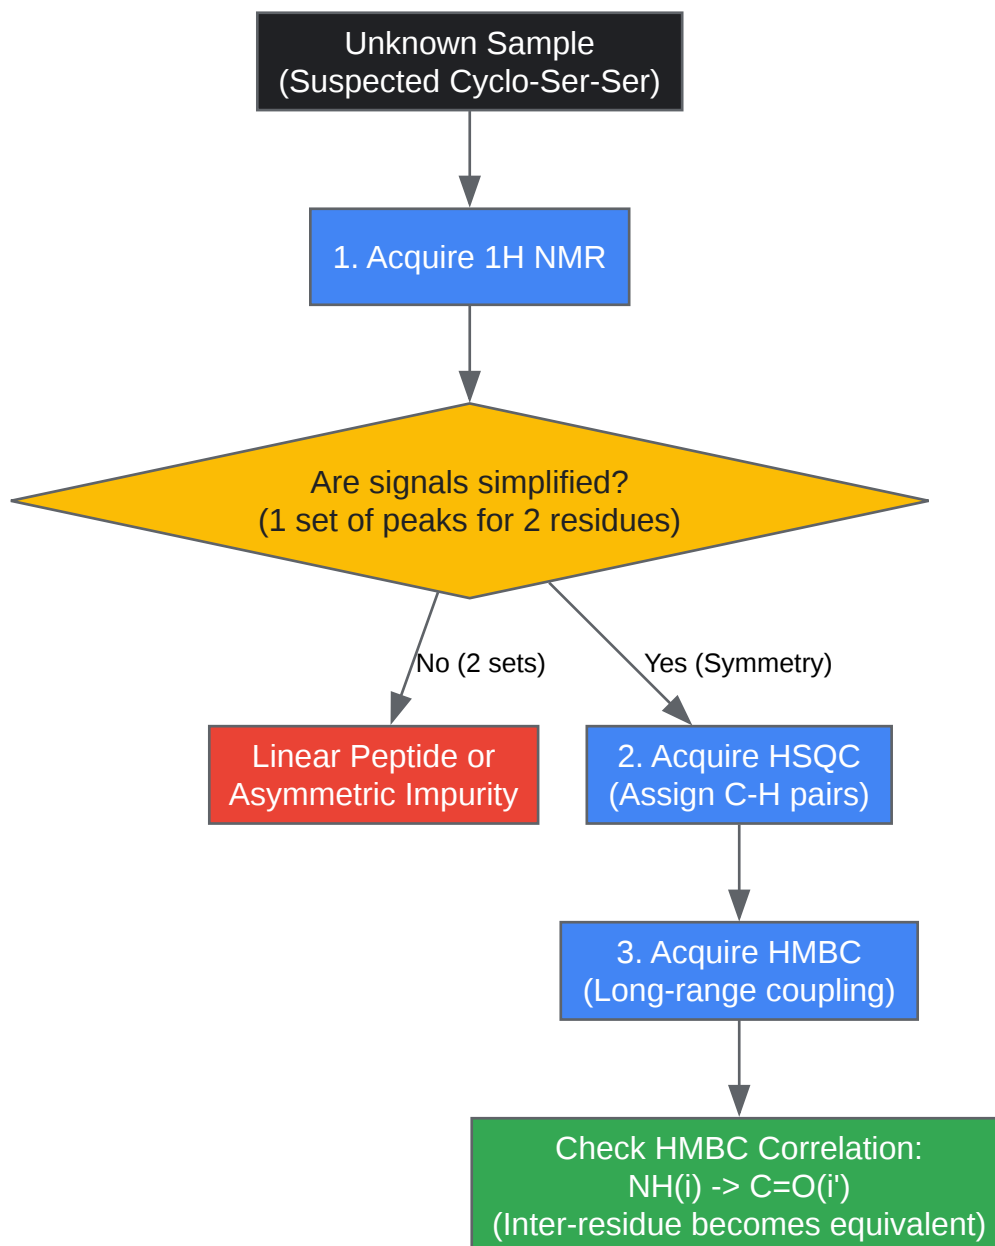 Unknown Sample
(Suspected Cyclo-Ser-Ser)
1. Acquire 1H NMR
Are signals simplified?
(1 set of peaks for 2 residues)
No (2 sets)
Yes (Symmetry)
Linear Peptide or
Asymmetric Impurity
2. Acquire HSQC
(Assign C-H pairs)
3. Acquire HMBC
(Long-range coupling)
Check HMBC Correlation:
NH(i) -> C=O(i')
(Inter-residue becomes equivalent)